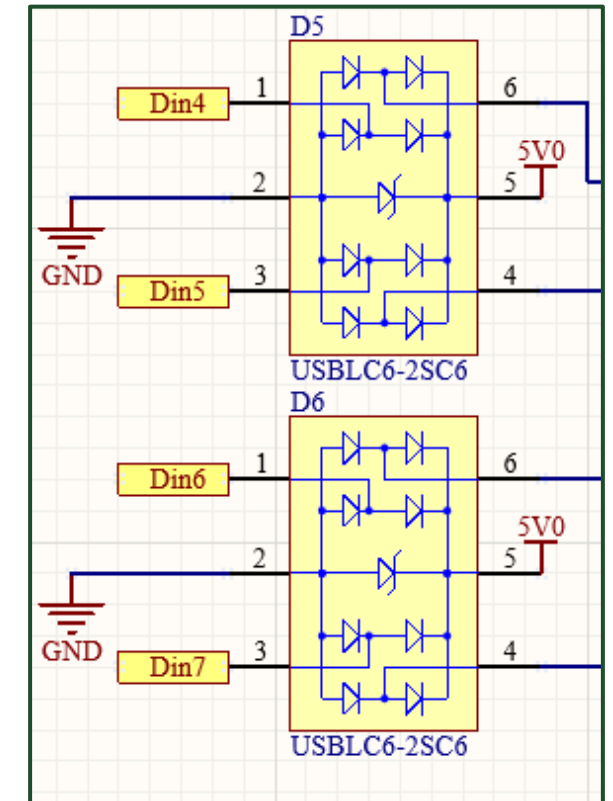 D5
Din4 1 6
5V0
2 5
GND
Din5 3 4
USBLC6-2SC6
D6
Din6 1 6
5V0
2 5
GND
Din7 3 4
USBLC6-2SC6